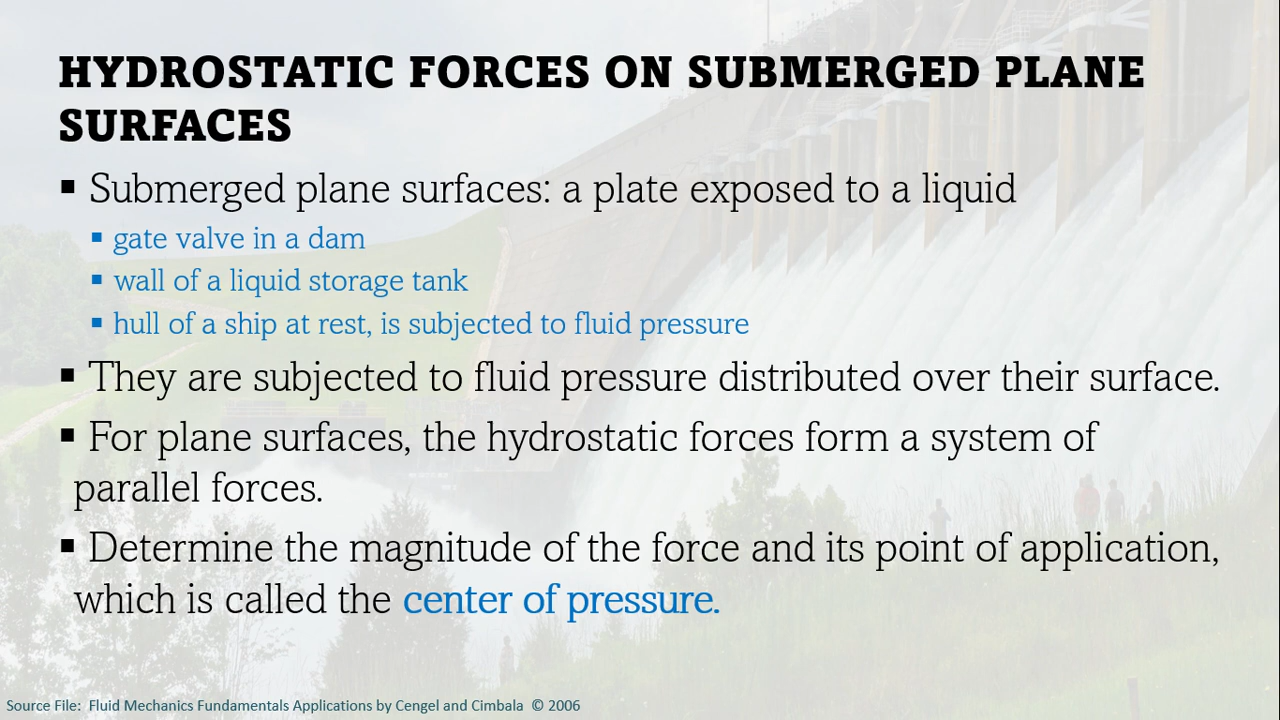 HYDROSTATIC FORCES ON SUBMERGED PLANE
SURFACES
▪ Submerged plane surfaces: a plate exposed to a liquid
▪ gate valve in a dam
▪ wall of a liquid storage tank
▪ hull of a ship at rest, is subjected to fluid pressure
▪ They are subjected to fluid pressure distributed over their surface.
▪ For plane surfaces, the hydrostatic forces form a system of
parallel forces.
▪ Determine the magnitude of the force and its point of application,
which is called the center of pressure.
Source File: Fluid Mechanics Fundamentals Applications by Cengel and Cimbala © 2006